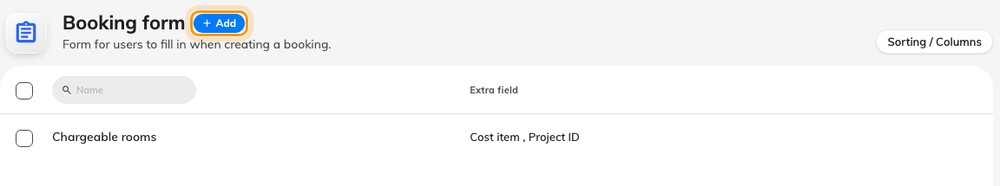 Booking form + Add
Form for users to fill in when creating a booking.
Sorting / Columns
Name Extra field
Chargeable rooms Cost item , Project ID